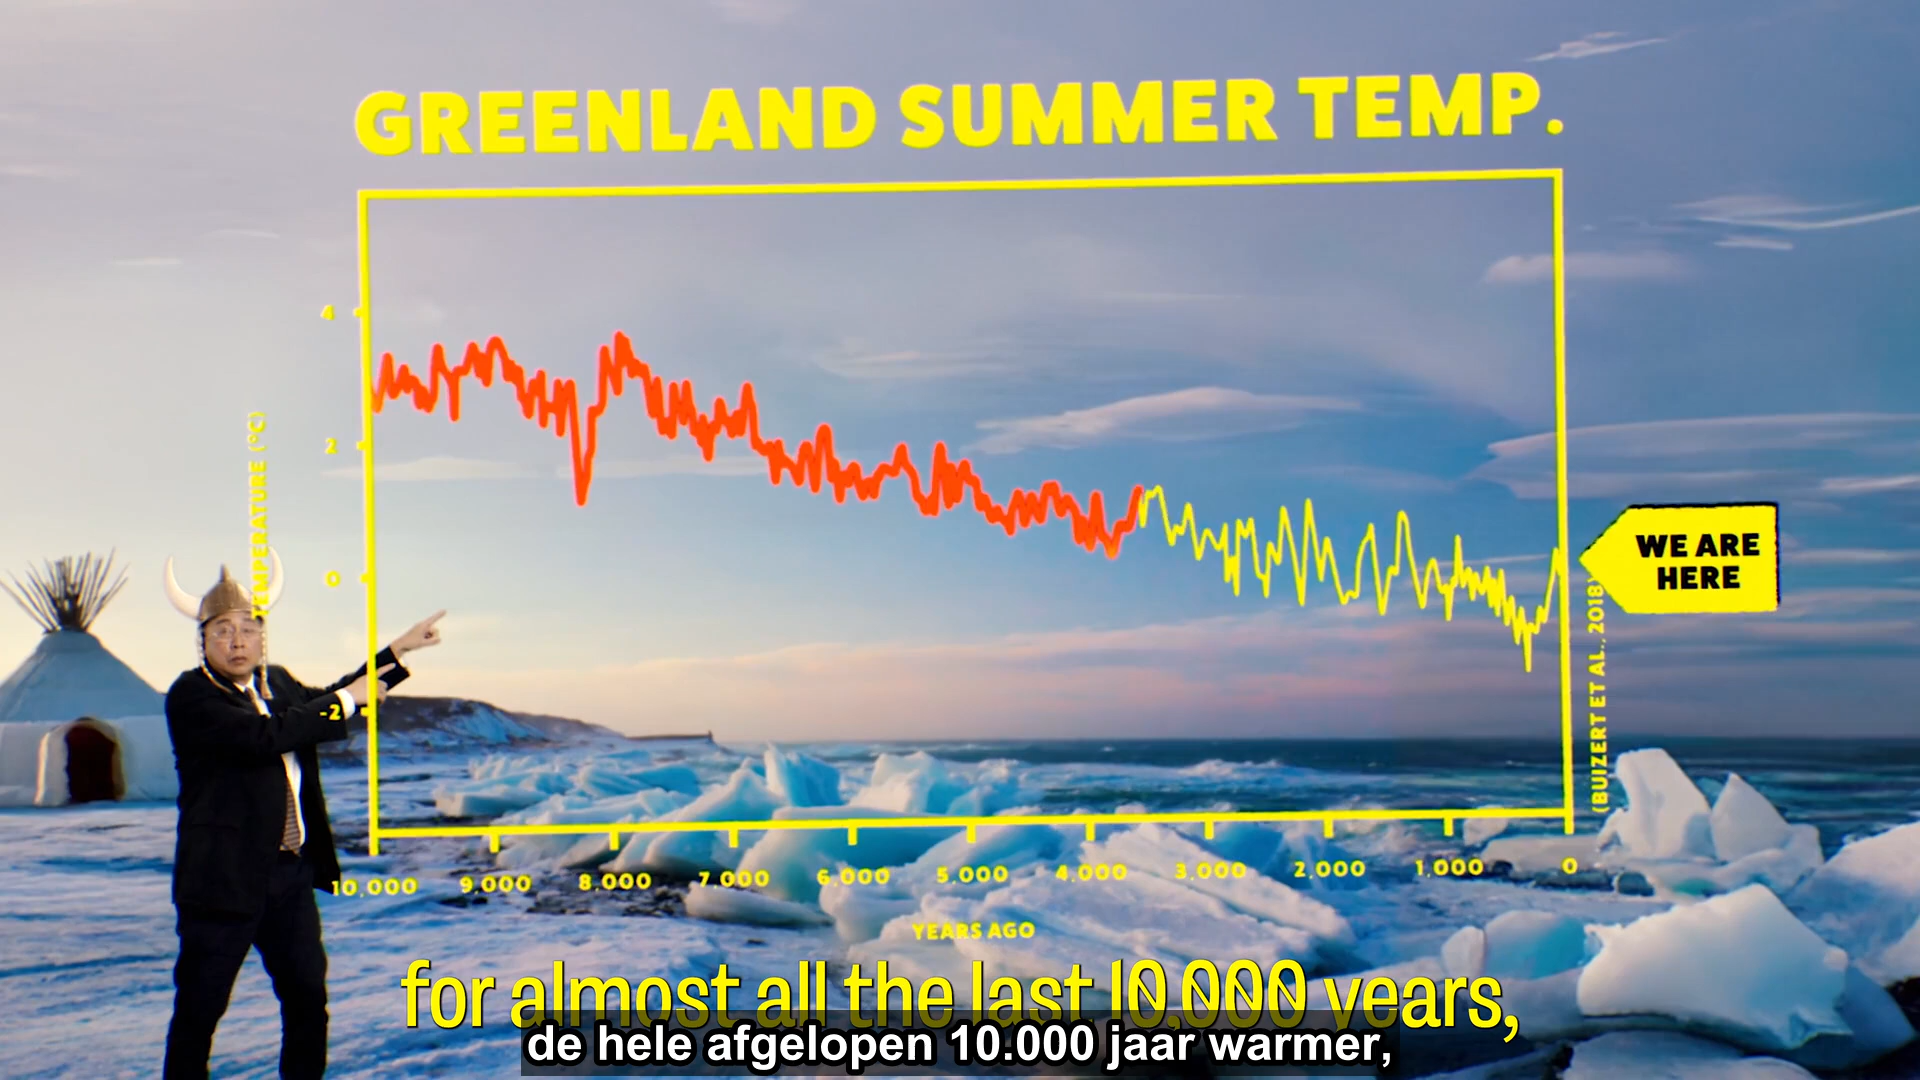 GREENLAND SUMMER TEMP.
4
2
0
-2
TEMPERATURE (°C)
WE ARE
HERE
(BUIZERT ET AL., 2018)
10,000 9,000 8,000 7,000 6,000 5,000 4,000 3,000 2,000 1,000 0
YEARS AGO
for almost all the last 10,000 years,
de hele afgelopen 10.000 jaar warmer,